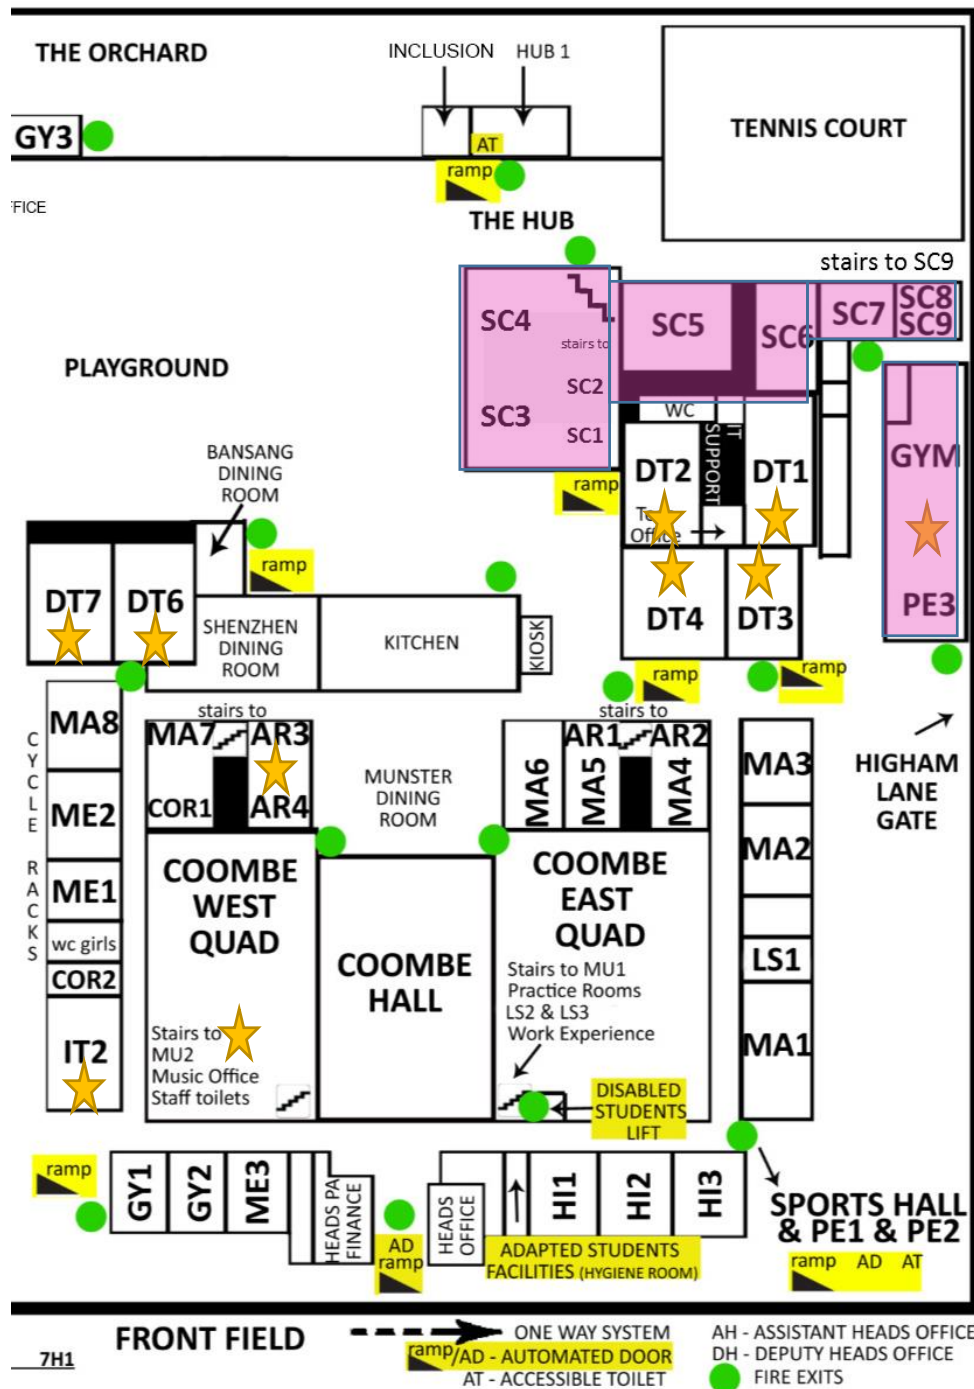 THE ORCHARD
INCLUSION
HUB 1
GY3
TENNIS COURT
AT
ramp
FFICE
THE HUB
stairs to SC9
SC4
SC5
SC6
SC7
SC8
SC9
stairs to
SC2
PLAYGROUND
SC3
SC1
WC
IT
SUPPORT
GYM
BANSANG
DINING
ROOM
DT2
DT1
ramp
Office
ramp
DT7
DT6
DT4
DT3
PE3
SHENZHEN
DINING
ROOM
KITCHEN
KIOSK
ramp
ramp
CYCLE RACKS
MA8
stairs to
MA7
AR3
stairs to
AR1
AR2
MA3
HIGHAM
LANE
GATE
ME2
COR1
AR4
MUNSTER
DINING
ROOM
MA6
MA5
MA4
MA2
ME1
COOMBE
WEST
QUAD
COOMBE
EAST
QUAD
wc girls
COR2
COOMBE
HALL
Stairs to MU1
Practice Rooms
LS2 & LS3
Work Experience
LS1
IT2
Stairs to
MU2
Music Office
Staff toilets
MA1
DISABLED
STUDENTS
LIFT
ramp
GY1
GY2
ME3
HEADS PA
FINANCE
HEADS
OFFICE
HI1
HI2
HI3
SPORTS HALL
& PE1 & PE2
AD
ramp
ADAPTED STUDENTS
FACILITIES (HYGIENE ROOM)
ramp AD AT
FRONT FIELD
ONE WAY SYSTEM
AH - ASSISTANT HEADS OFFICE
7H1
ramp/AD - AUTOMATED DOOR
DH - DEPUTY HEADS OFFICE
AT - ACCESSIBLE TOILET
FIRE EXITS